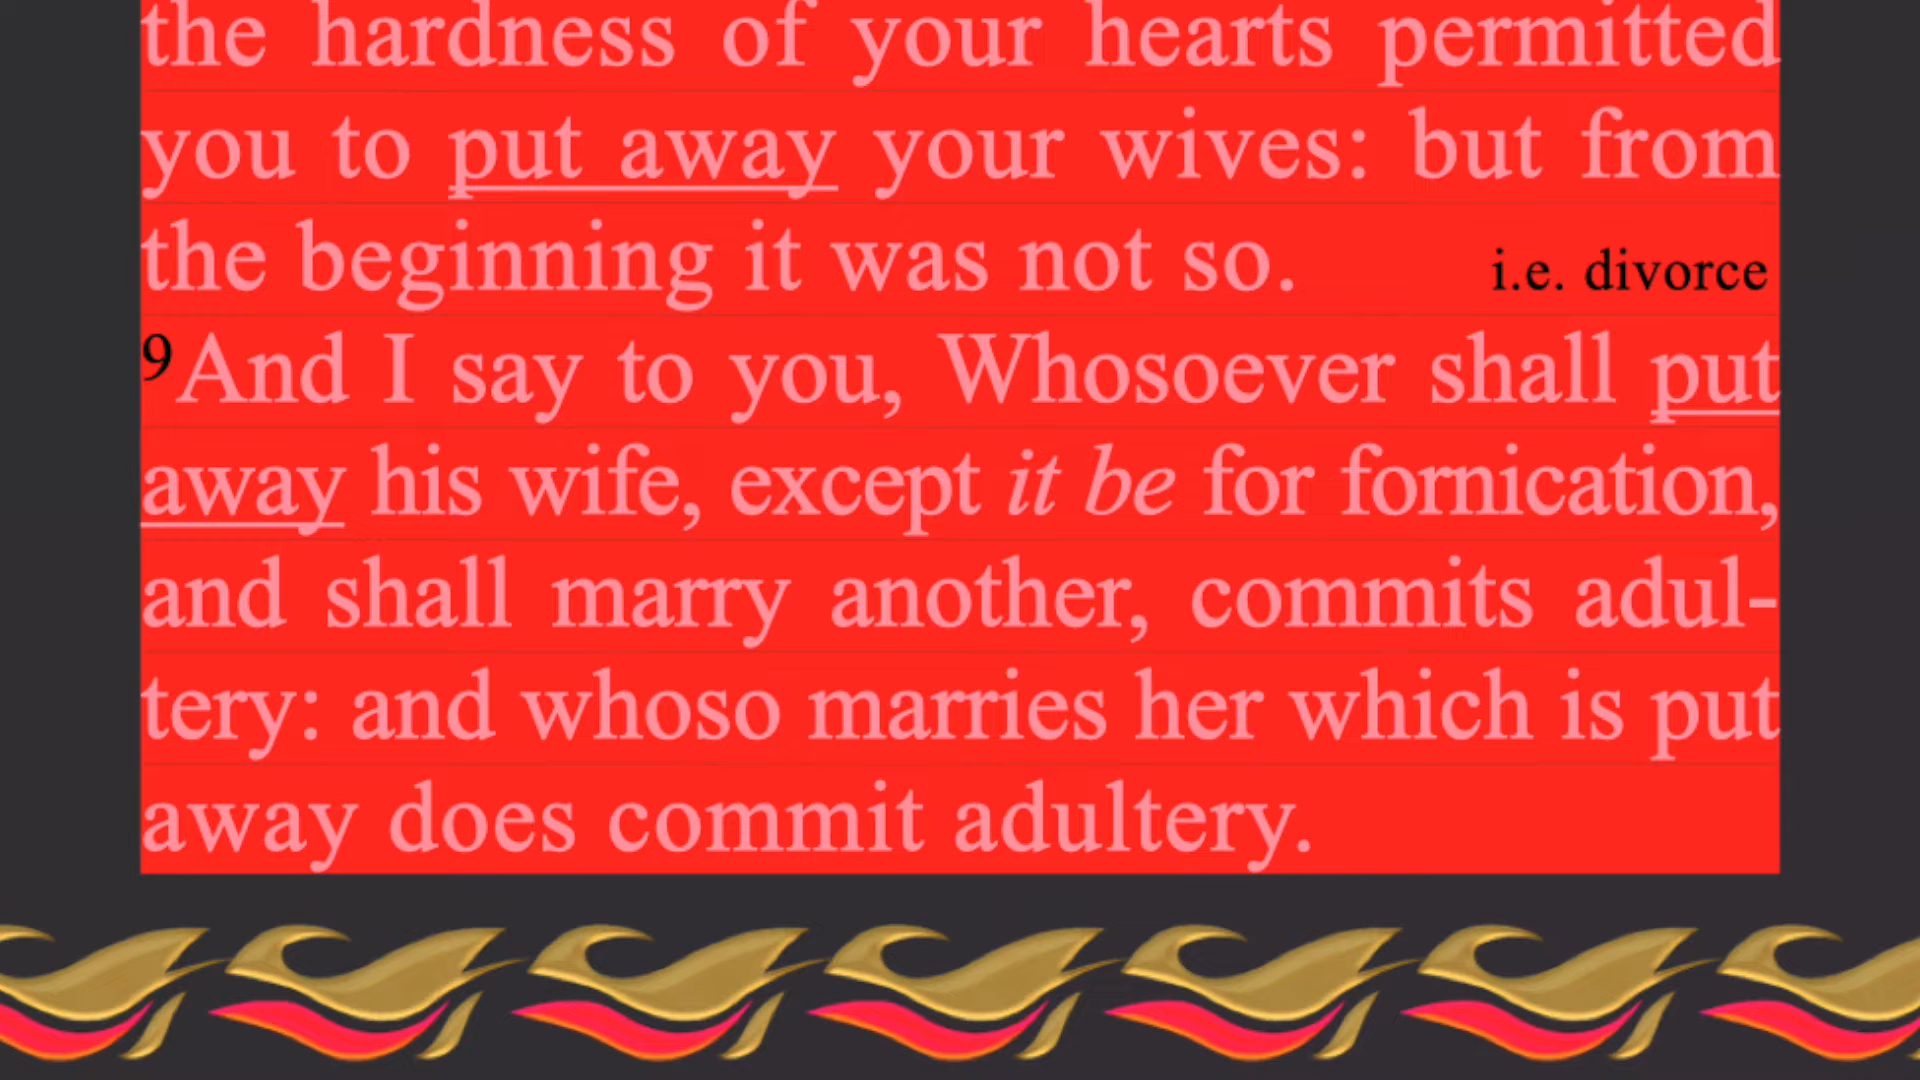 the hardness of your hearts permitted
you to put away your wives: but from
the beginning it was not so.
i.e. divorce
9And I say to you, Whosoever shall put
away his wife, except it be for fornication,
and shall marry another, commits adul-
tery: and whoso marries her which is put
away does commit adultery.